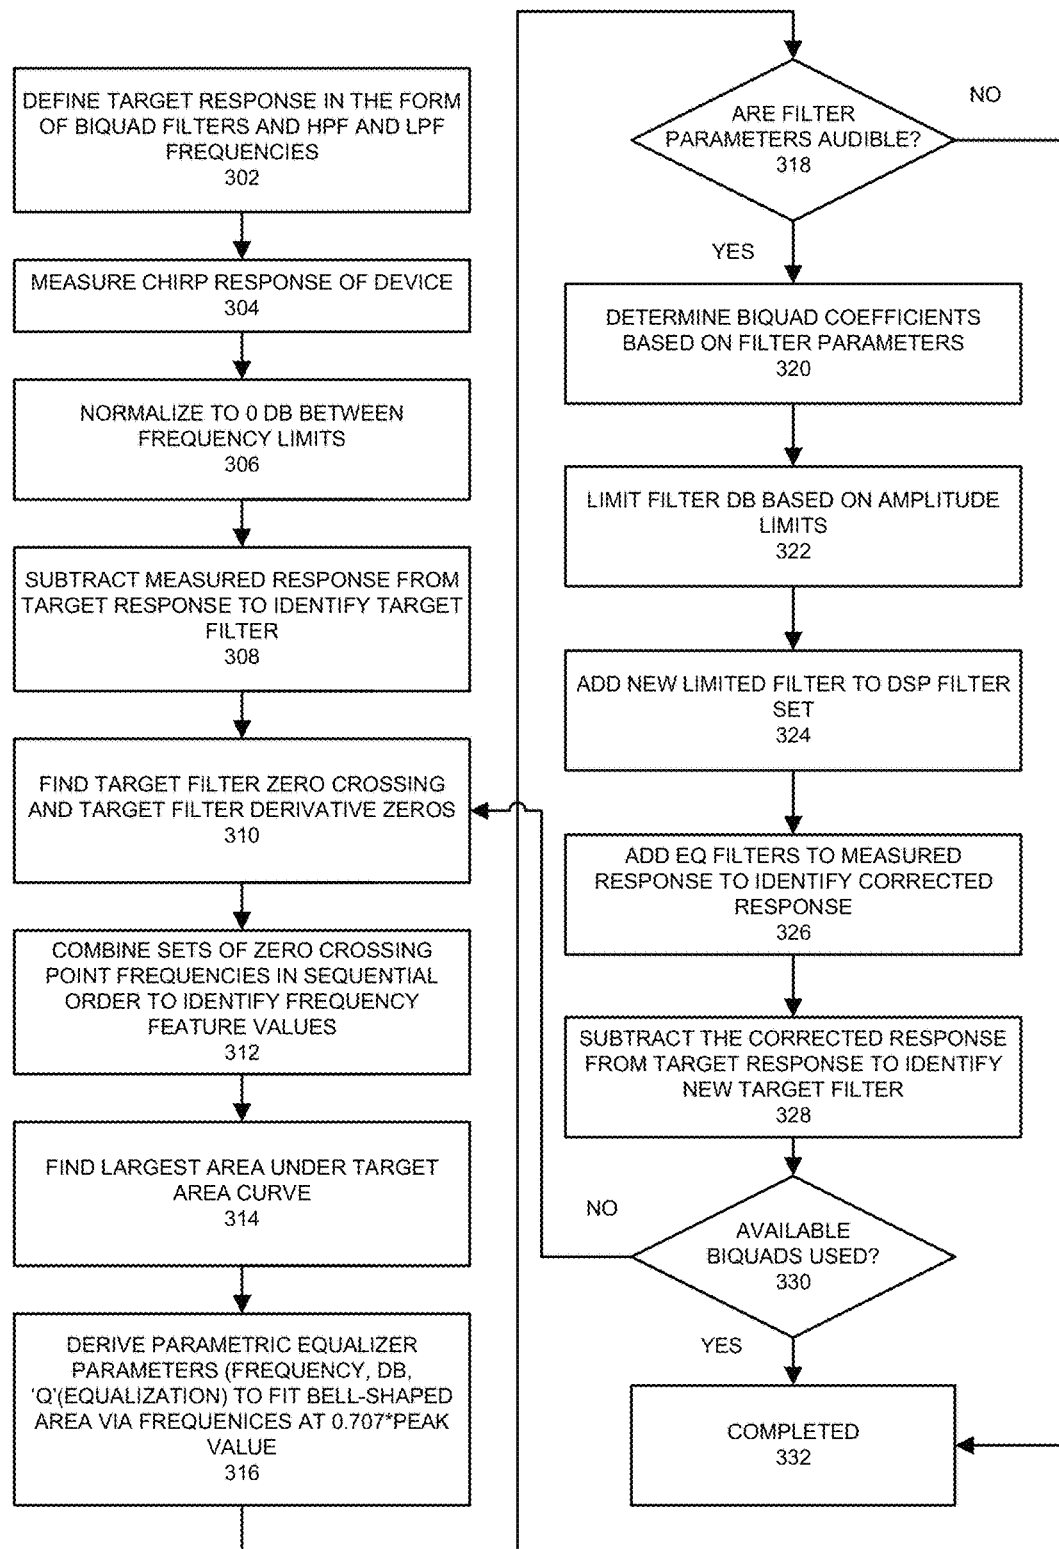 DEFINE TARGET RESPONSE IN THE FORM
OF BIQUAD FILTERS AND HPF AND LPF
FREQUENCIES
302
MEASURE CHIRP RESPONSE OF DEVICE
304
NORMALIZE TO 0 DB BETWEEN
FREQUENCY LIMITS
306
SUBTRACT MEASURED RESPONSE FROM
TARGET RESPONSE TO IDENTIFY TARGET
FILTER
308
FIND TARGET FILTER ZERO CROSSING
AND TARGET FILTER DERIVATIVE ZEROS
310
COMBINE SETS OF ZERO CROSSING
POINT FREQUENCIES IN SEQUENTIAL
ORDER TO IDENTIFY FREQUENCY
FEATURE VALUES
312
FIND LARGEST AREA UNDER TARGET
AREA CURVE
314
DERIVE PARAMETRIC EQUALIZER
PARAMETERS (FREQUENCY, DB,
'Q'(EQUALIZATION) TO FIT BELL-SHAPED
AREA VIA FREQUENICES AT 0.707*PEAK
VALUE
316
ARE FILTER
PARAMETERS AUDIBLE?
318
NO
YES
DETERMINE BIQUAD COEFFICIENTS
BASED ON FILTER PARAMETERS
320
LIMIT FILTER DB BASED ON AMPLITUDE
LIMITS
322
ADD NEW LIMITED FILTER TO DSP FILTER
SET
324
ADD EQ FILTERS TO MEASURED
RESPONSE TO IDENTIFY CORRECTED
RESPONSE
326
SUBTRACT THE CORRECTED RESPONSE
FROM TARGET RESPONSE TO IDENTIFY
NEW TARGET FILTER
328
NO
AVAILABLE
BIQUADS USED?
330
YES
COMPLETED
332